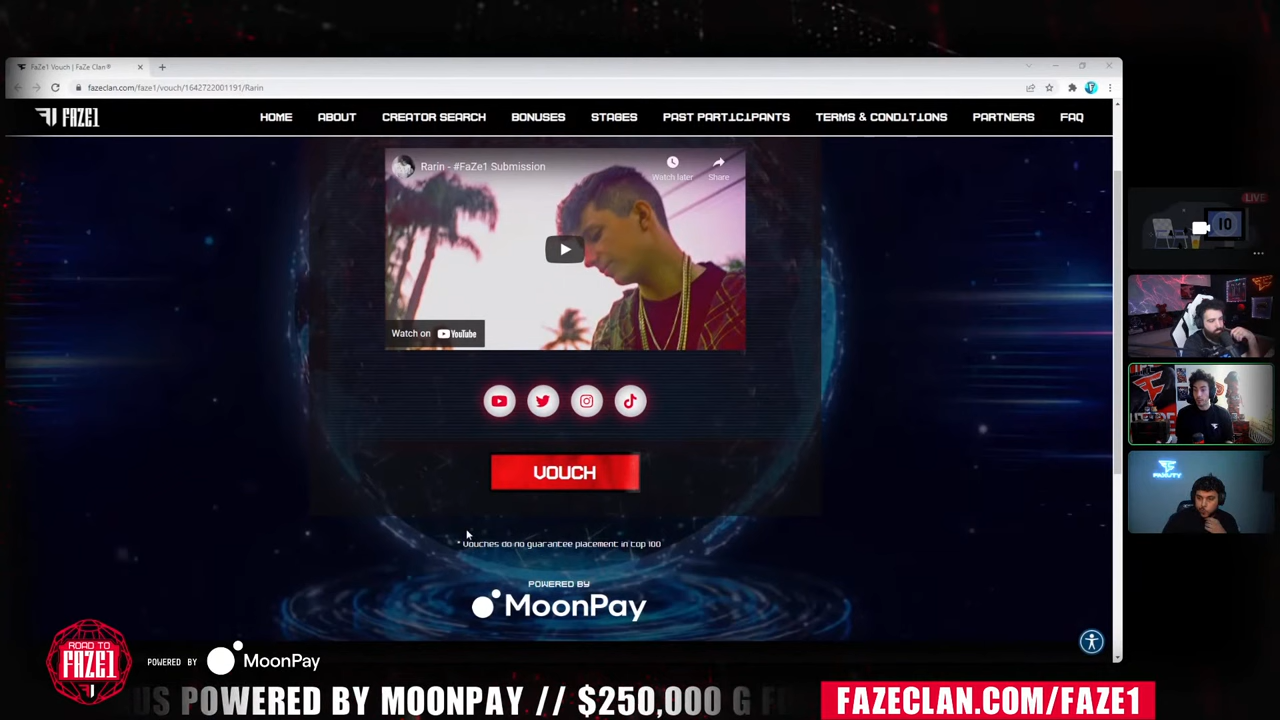 FaZe1 Vouch | FaZe Clan®
fazeclan.com/faze1/vouch/1642722001191/Rarin
FAZE1
HOME ABOUT CREATOR SEARCH BONUSES STAGES PAST PARTICIPANTS TERMS & CONDITIONS PARTNERS FAQ
Rarin - #FaZe1 Submission
Watch later
Share
Watch on YouTube
VOUCH
* Vouches do no guarantee placement in top 100
POWERED BY
MoonPay
LIVE
10
ROAD TO
FAZE1
POWERED BY MoonPay
US POWERED BY MOONPAY // $250,000 G F
FAZECLAN.COM/FAZE1